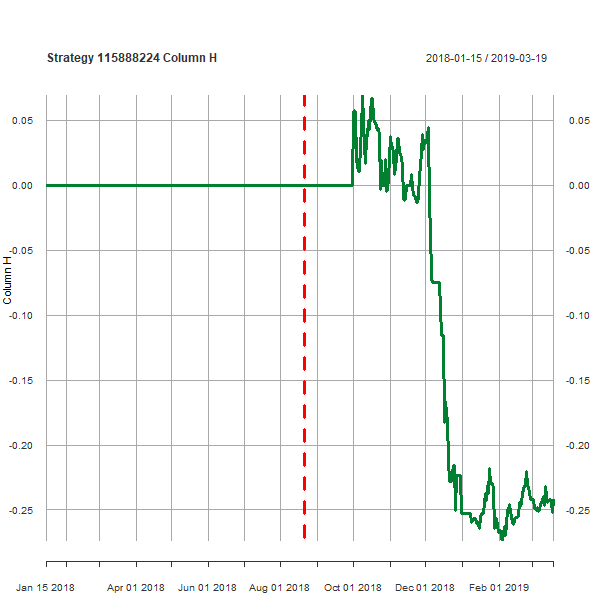 Strategy 115888224 Column H
2018-01-15 / 2019-03-19
0.05 0.05
0.00 0.00
-0.05 -0.05
-0.10 -0.10
-0.15 -0.15
-0.20 -0.20
-0.25 -0.25
Column H
Jan 15 2018 Apr 01 2018 Jun 01 2018 Aug 01 2018 Oct 01 2018 Dec 01 2018 Feb 01 2019